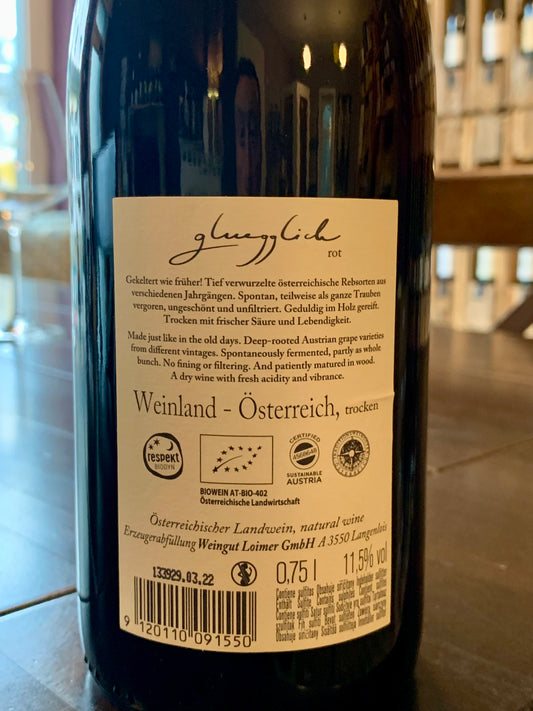 gluegglich
rot
Gekeltert wie früher! Tief verwurzelte österreichische Rebsorten aus
verschiedenen Jahrgängen. Spontan, teilweise als ganze Trauben
vergoren, ungeschönt und unfiltriert. Geduldig im Holz gereift.
Trocken mit frischer Säure und Lebendigkeit.
Made just like in the old days. Deep-rooted Austrian grape varieties
from different vintages. Spontaneously fermented, partly as whole
bunch. No fining or filtering. And patiently matured in wood.
A dry wine with fresh acidity and vibrance.
Weinland - Österreich, trocken
respekt
BIODYN
BIOWEIN AT-BIO-402
Österreichische Landwirtschaft
CERTIFIED
SUSTAINABLE
AUSTRIA
Österreichischer Landwein, natural wine
Erzeugerabfüllung Weingut Loimer GmbH A 3550 Langenlois
133929.03.22
0,75 l
11,5% vol
9 120110 091550